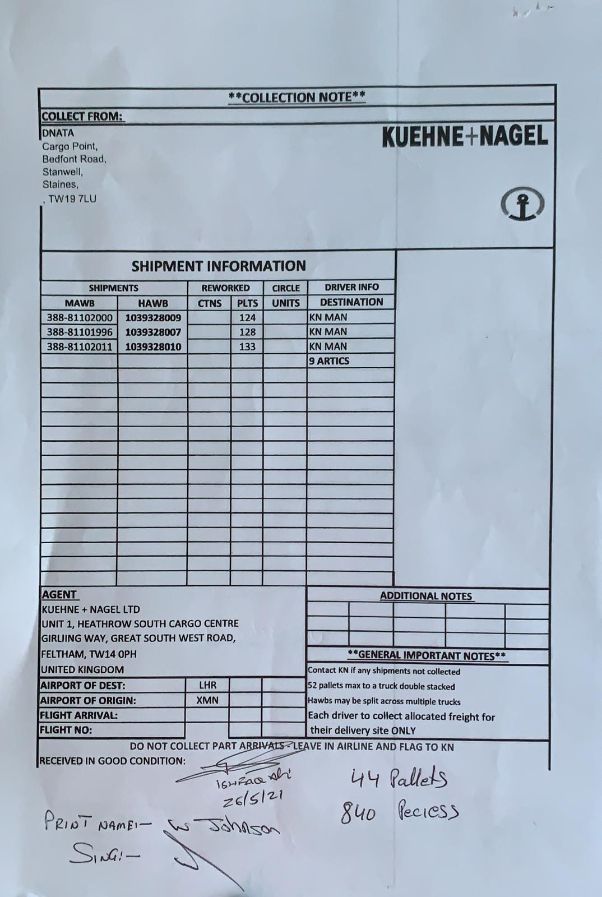 **COLLECTION NOTE**
COLLECT FROM:
DNATA
Cargo Point,
Bedfont Road,
Stanwell,
Staines,
, TW19 7LU
KUEHNE+NAGEL
SHIPMENT INFORMATION
SHIPMENTS REWORKED CIRCLE DRIVER INFO
MAWB HAWB CTNS PLTS UNITS DESTINATION
388-81102000 1039328009 124 KN MAN
388-81101996 1039328007 128 KN MAN
388-81102011 1039328010 133 KN MAN
9 ARTICS
AGENT
KUEHNE + NAGEL LTD
UNIT 1, HEATHROW SOUTH CARGO CENTRE
GIRLIING WAY, GREAT SOUTH WEST ROAD,
FELTHAM, TW14 0PH
UNITED KINGDOM
AIRPORT OF DEST: LHR
AIRPORT OF ORIGIN: XMN
FLIGHT ARRIVAL:
FLIGHT NO:
ADDITIONAL NOTES
**GENERAL IMPORTANT NOTES**
Contact KN if any shipments not collected
52 pallets max to a truck double stacked
Hawbs may be split across multiple trucks
Each driver to collect allocated freight for
their delivery site ONLY
DO NOT COLLECT PART ARRIVALS - LEAVE IN AIRLINE AND FLAG TO KN
RECEIVED IN GOOD CONDITION:
26/5/21
44 Pallets
840 Peciess
PRINT NAME:- W Johnson
SING:-